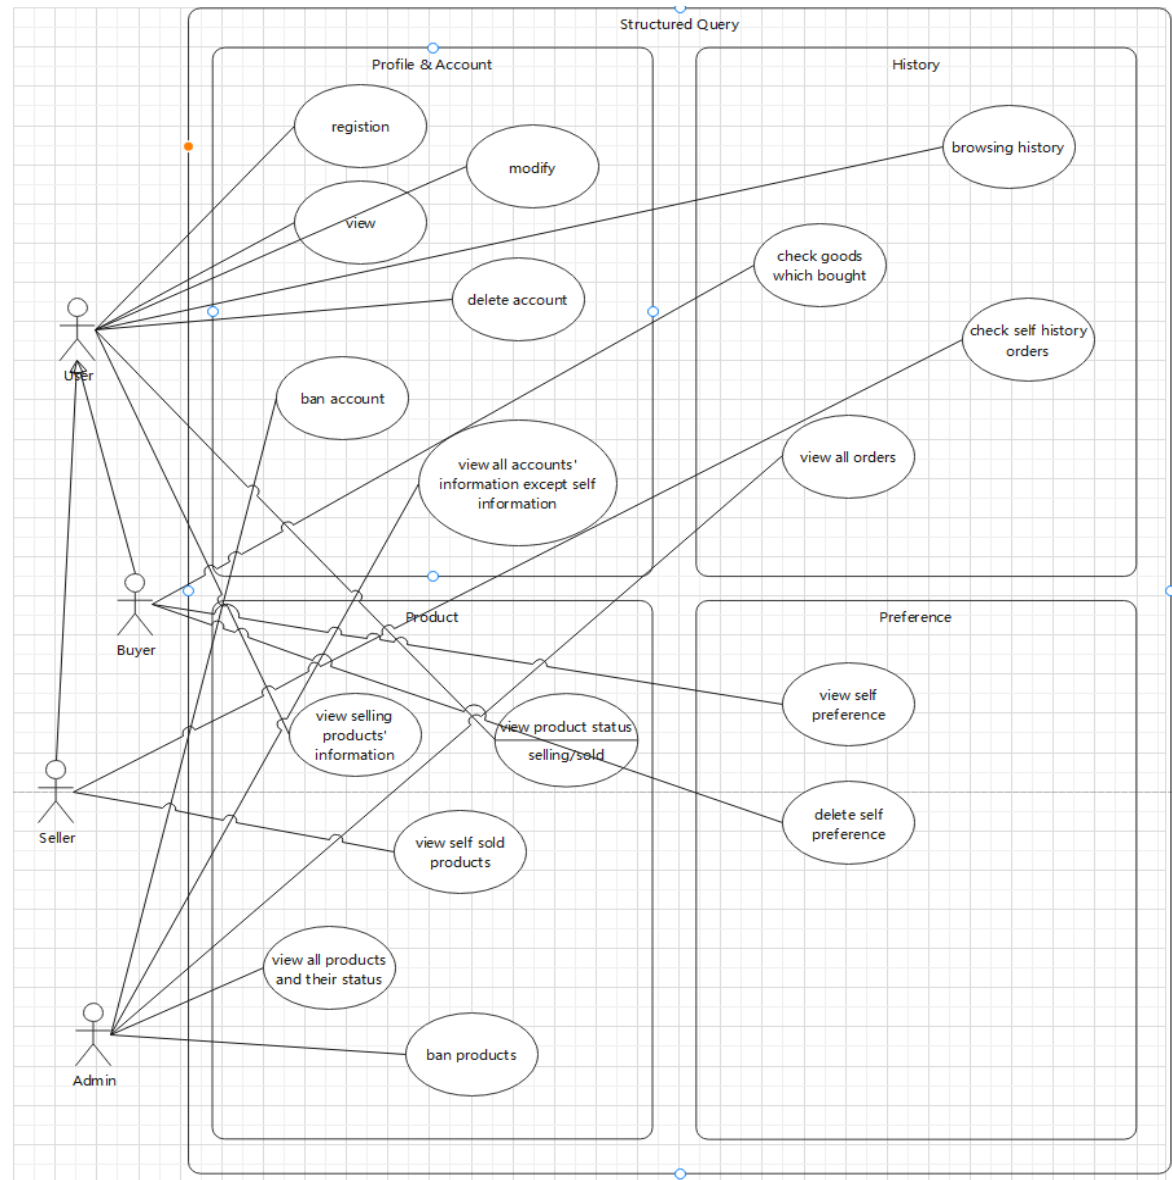 Structured Query
Profile & Account
History
registion
modify
browsing history
view
check goods
which bought
delete account
check self history
orders
User
ban account
view all accounts'
information except self
information
view all orders
Buyer
Product
Preference
view self
preference
view selling
products'
information
view product status
selling/sold
delete self
preference
Seller
view self sold
products
view all products
and their status
ban products
Admin